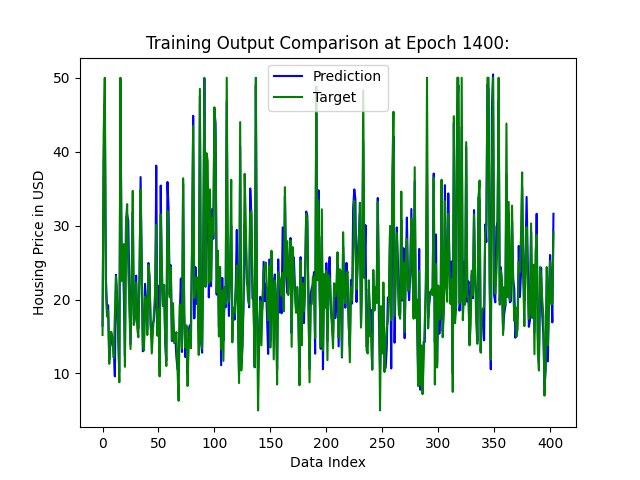 Training Output Comparison at Epoch 1400:
Prediction
Target
Housing Price in USD
50
40
30
20
10
0 50 100 150 200 250 300 350 400
Data Index